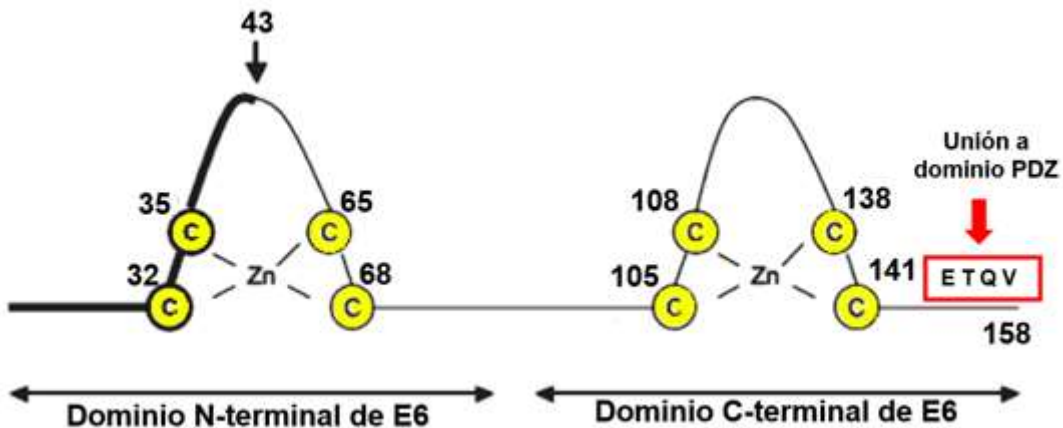 43
Unión a
dominio PDZ
35
65
108
138
C
C
C
C
32
Zn
68
105
Zn
141
E T Q V
C
C
C
C
158
Dominio N-terminal de E6
Dominio C-terminal de E6